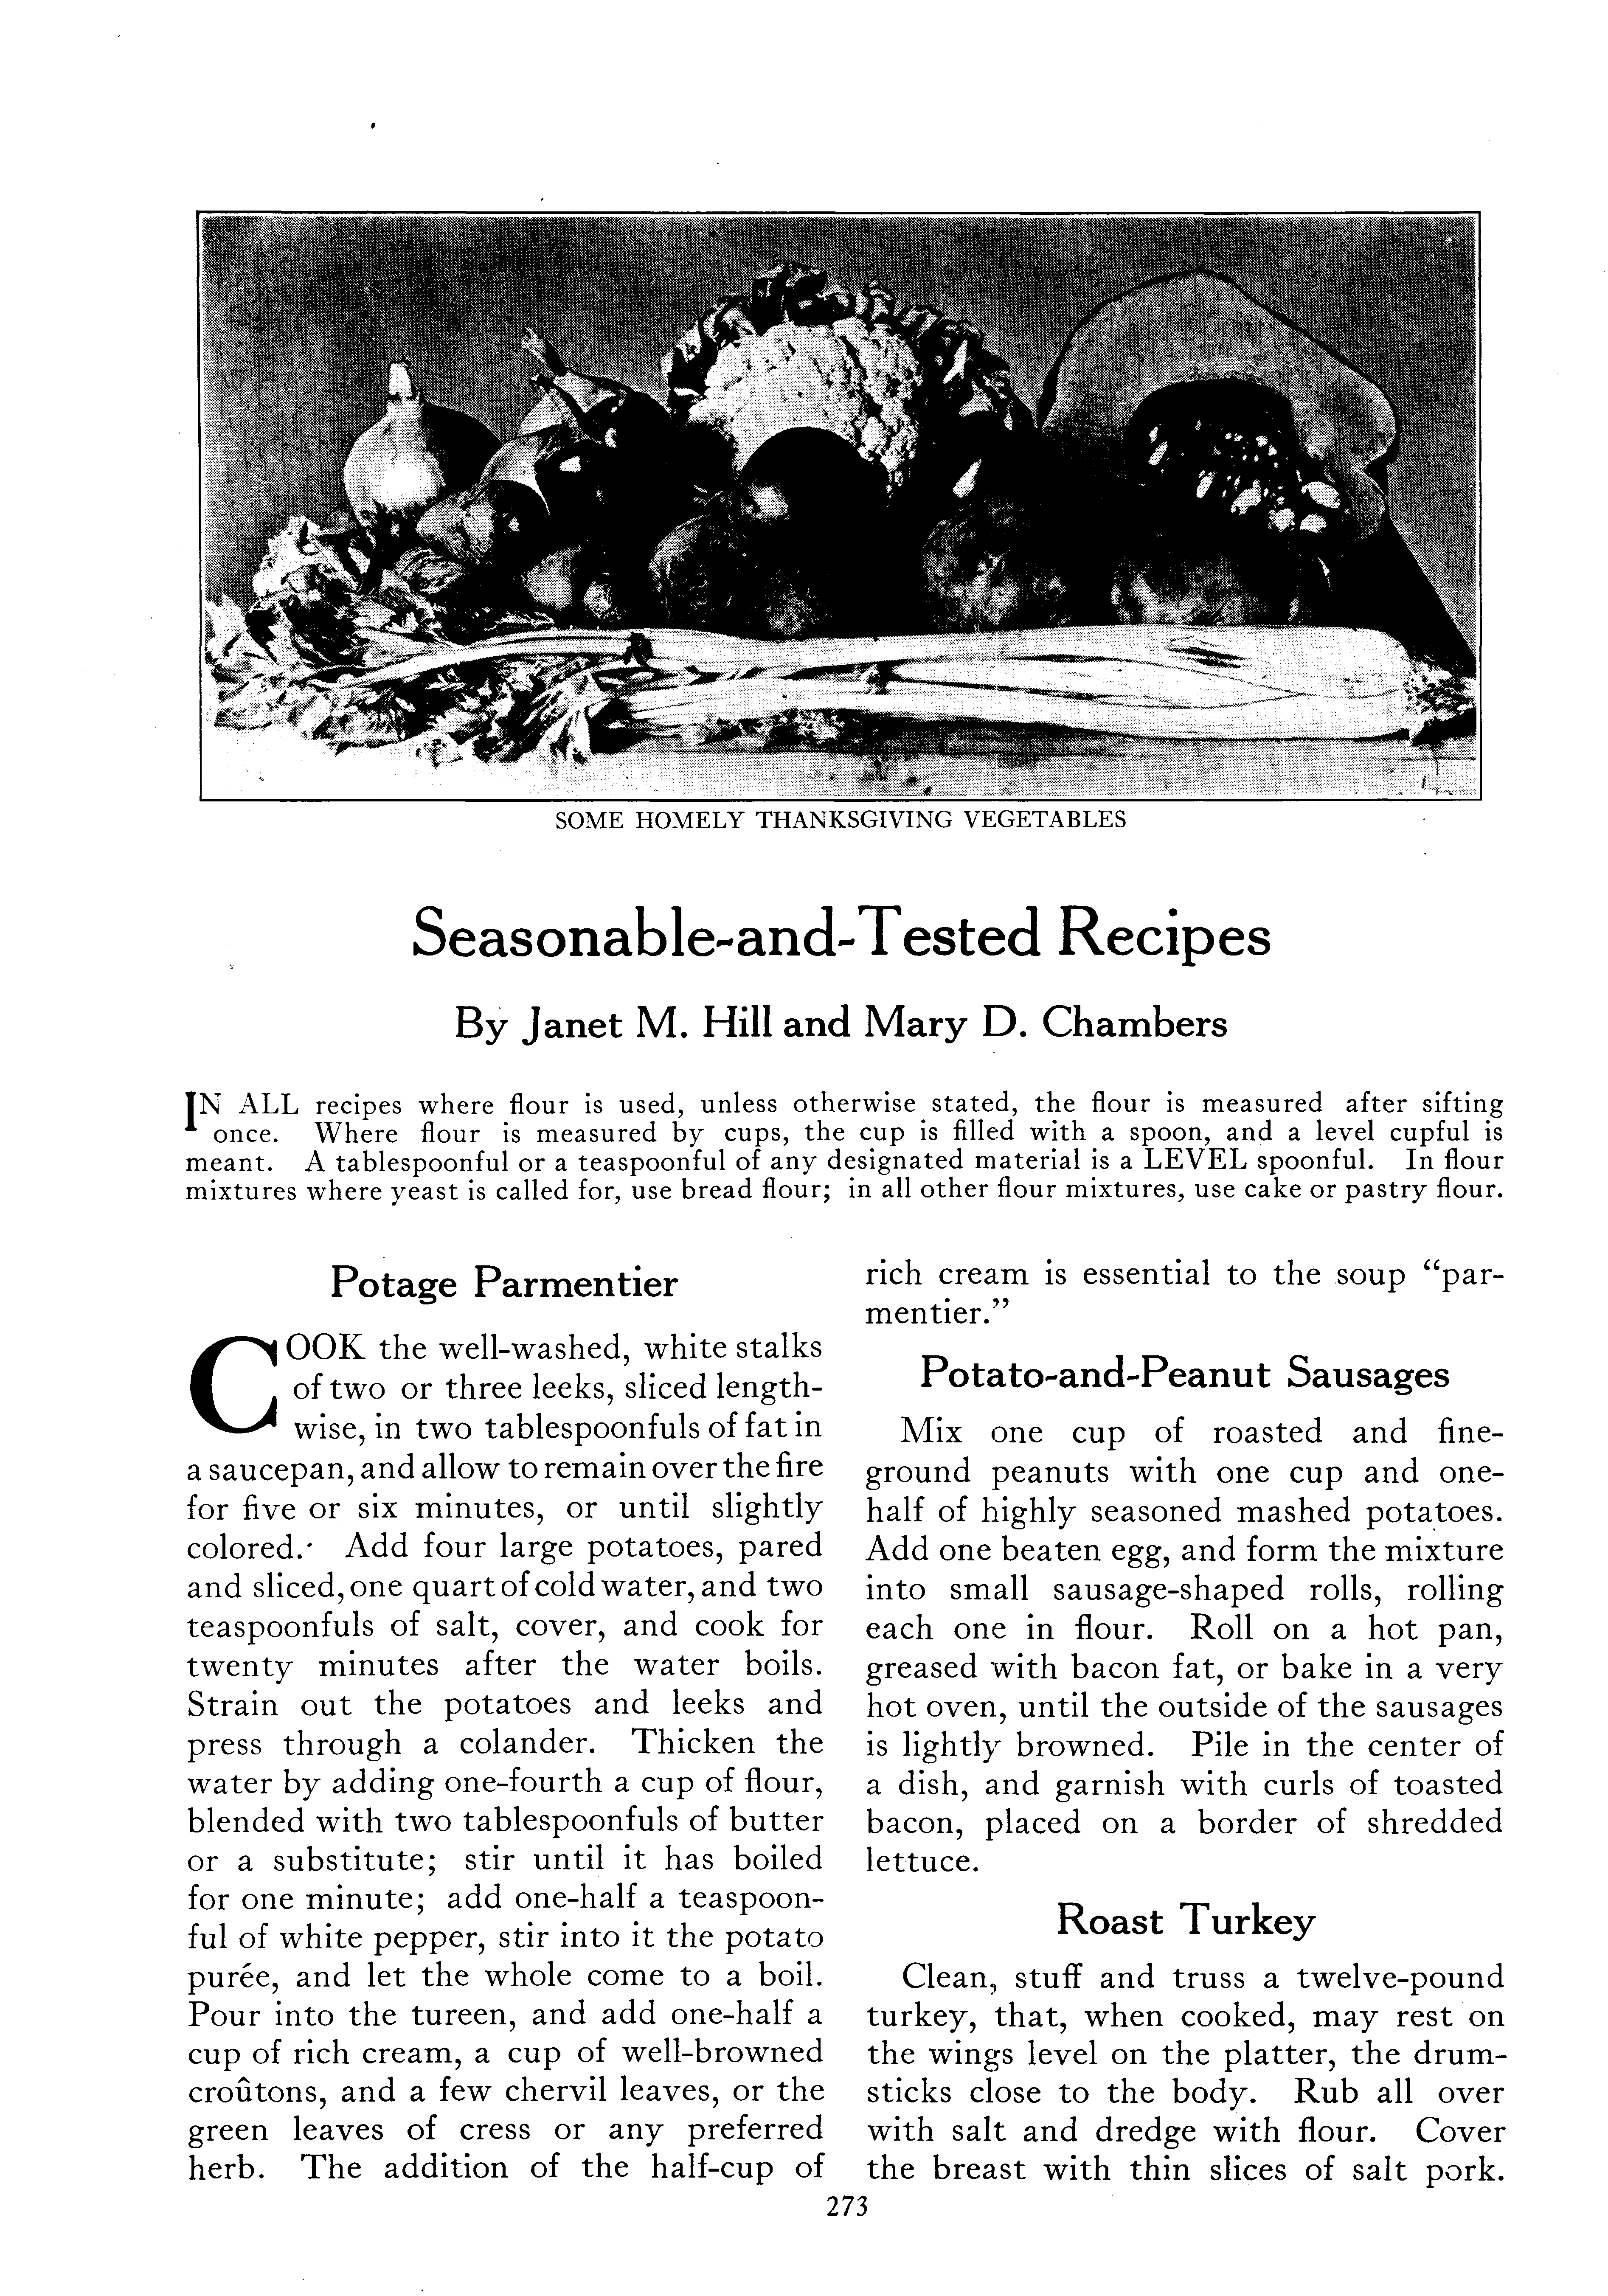 SOME HOMELY THANKSGIVING VEGETABLES
Seasonable-and-Tested Recipes
By Janet M. Hill and Mary D. Chambers
IN ALL recipes where flour is used, unless otherwise stated, the flour is measured after sifting
once. Where flour is measured by cups, the cup is filled with a spoon, and a level cupful is
meant. A tablespoonful or a teaspoonful of any designated material is a LEVEL spoonful. In flour
mixtures where yeast is called for, use bread flour; in all other flour mixtures, use cake or pastry flour.
Potage Parmentier
COOK the well-washed, white stalks
of two or three leeks, sliced length-
wise, in two tablespoonfuls of fat in
a saucepan, and allow to remain over the fire
for five or six minutes, or until slightly
colored. Add four large potatoes, pared
and sliced, one quart of cold water, and two
teaspoonfuls of salt, cover, and cook for
twenty minutes after the water boils.
Strain out the potatoes and leeks and
press through a colander. Thicken the
water by adding one-fourth a cup of flour,
blended with two tablespoonfuls of butter
or a substitute; stir until it has boiled
for one minute; add one-half a teaspoon-
ful of white pepper, stir into it the potato
purée, and let the whole come to a boil.
Pour into the tureen, and add one-half a
cup of rich cream, a cup of well-browned
croûtons, and a few chervil leaves, or the
green leaves of cress or any preferred
herb. The addition of the half-cup of
rich cream is essential to the soup “par-
mentier.”
Potato-and-Peanut Sausages
Mix one cup of roasted and fine-
ground peanuts with one cup and one-
half of highly seasoned mashed potatoes.
Add one beaten egg, and form the mixture
into small sausage-shaped rolls, rolling
each one in flour. Roll on a hot pan,
greased with bacon fat, or bake in a very
hot oven, until the outside of the sausages
is lightly browned. Pile in the center of
a dish, and garnish with curls of toasted
bacon, placed on a border of shredded
lettuce.
Roast Turkey
Clean, stuff and truss a twelve-pound
turkey, that, when cooked, may rest on
the wings level on the platter, the drum-
sticks close to the body. Rub all over
with salt and dredge with flour. Cover
the breast with thin slices of salt pork.
273